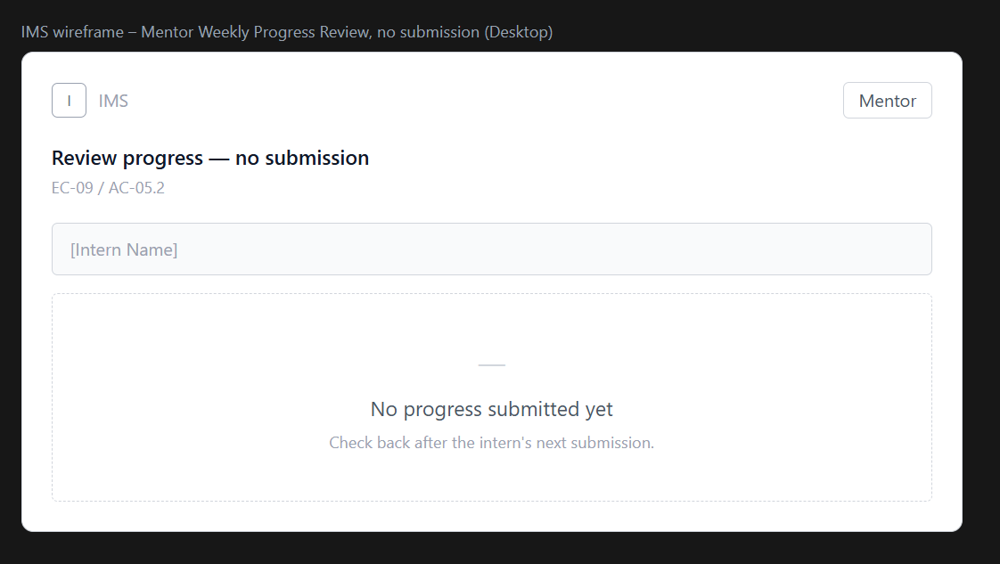 IMS wireframe – Mentor Weekly Progress Review, no submission (Desktop)
I IMS
Mentor
Review progress — no submission
EC-09 / AC-05.2
[Intern Name]
—
No progress submitted yet
Check back after the intern's next submission.